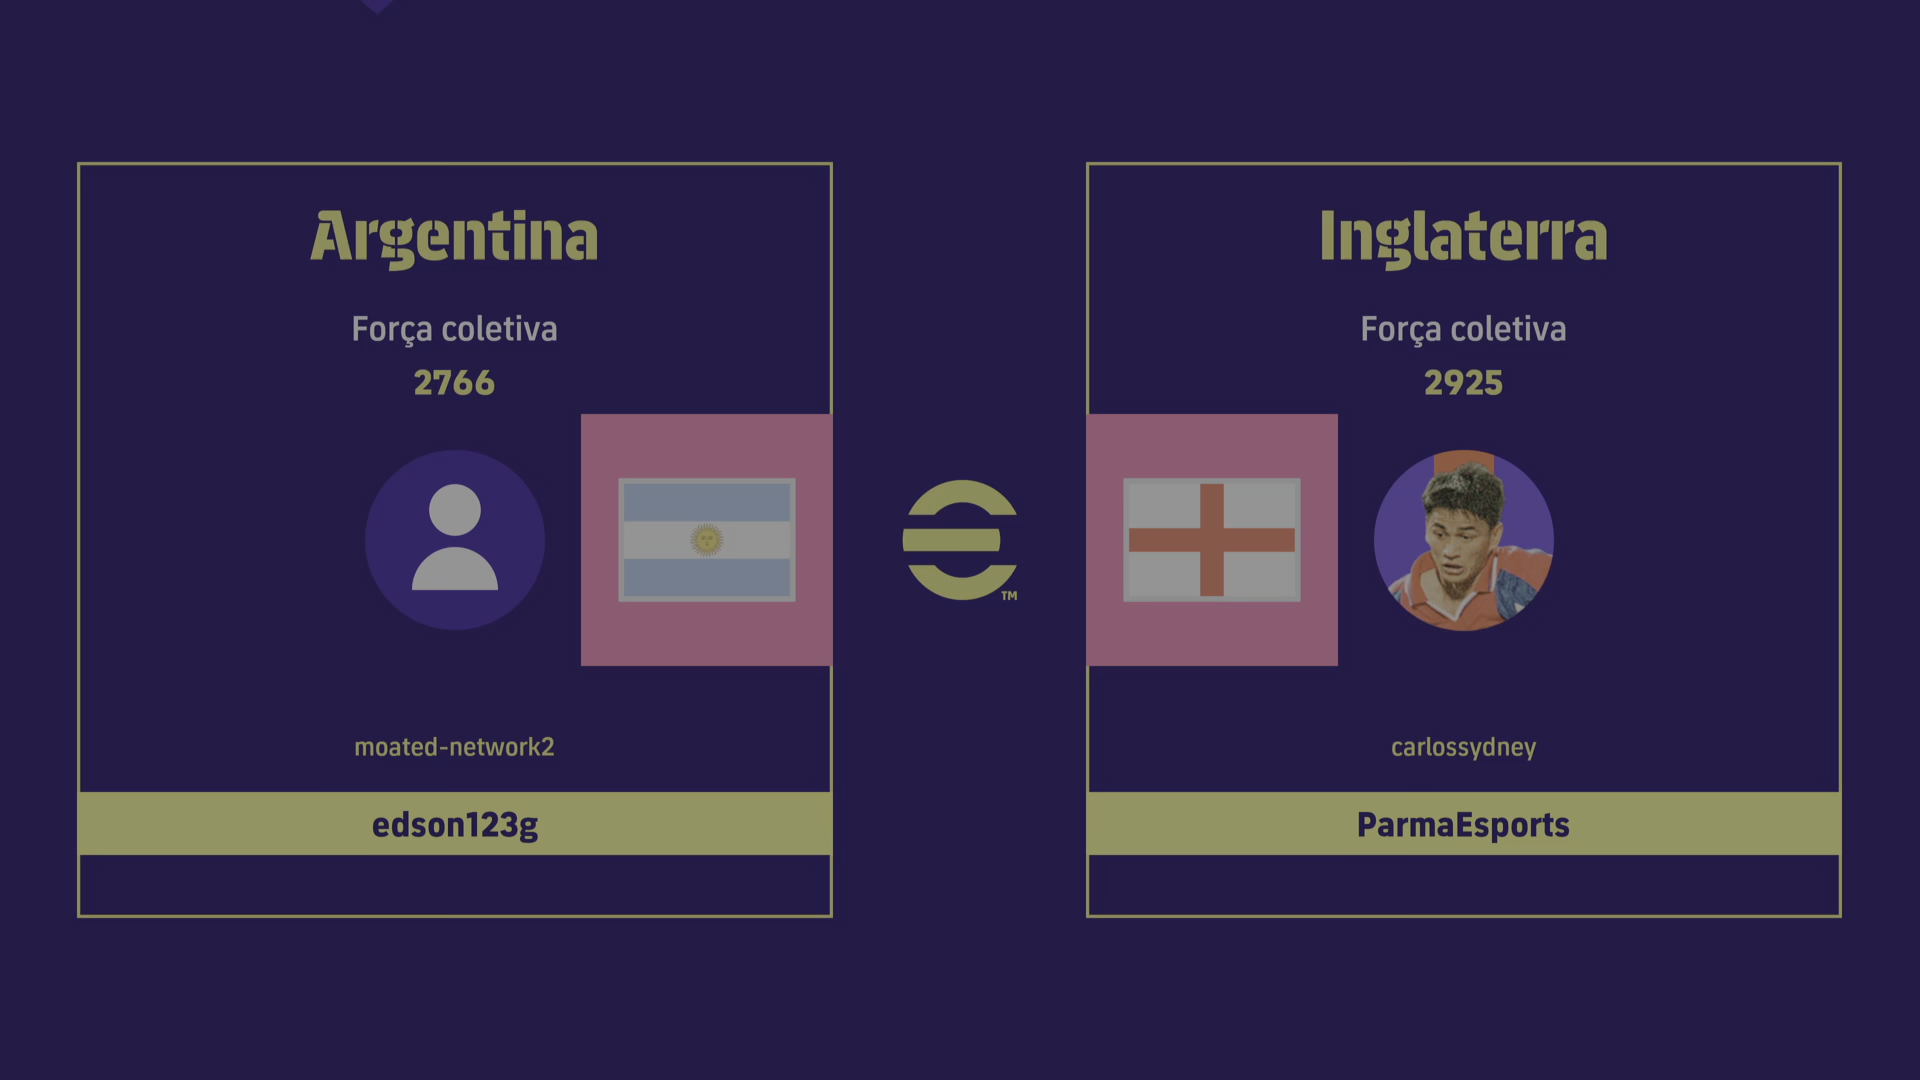 Argentina
Força coletiva
2766
moated-network2
edson123g
TM
Inglaterra
Força coletiva
2925
carlossydney
ParmaEsports